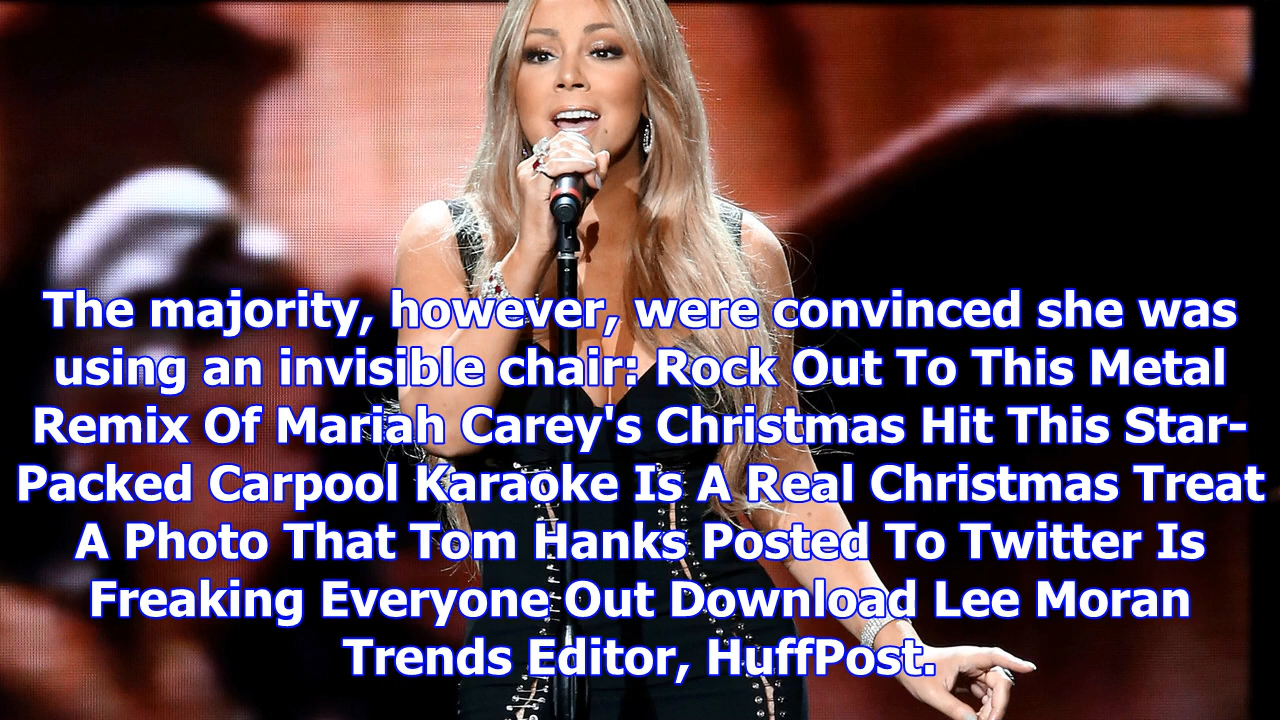 The majority, however, were convinced she was
using an invisible chair: Rock Out To This Metal
Remix Of Mariah Carey's Christmas Hit This Star-
Packed Carpool Karaoke Is A Real Christmas Treat
A Photo That Tom Hanks Posted To Twitter Is
Freaking Everyone Out Download Lee Moran
Trends Editor, HuffPost.